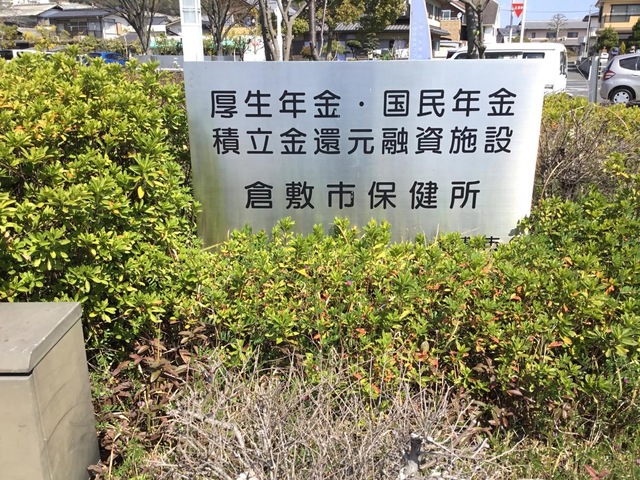 厚生年金・国民年金
積立金還元融資施設
倉敷市保健所
市